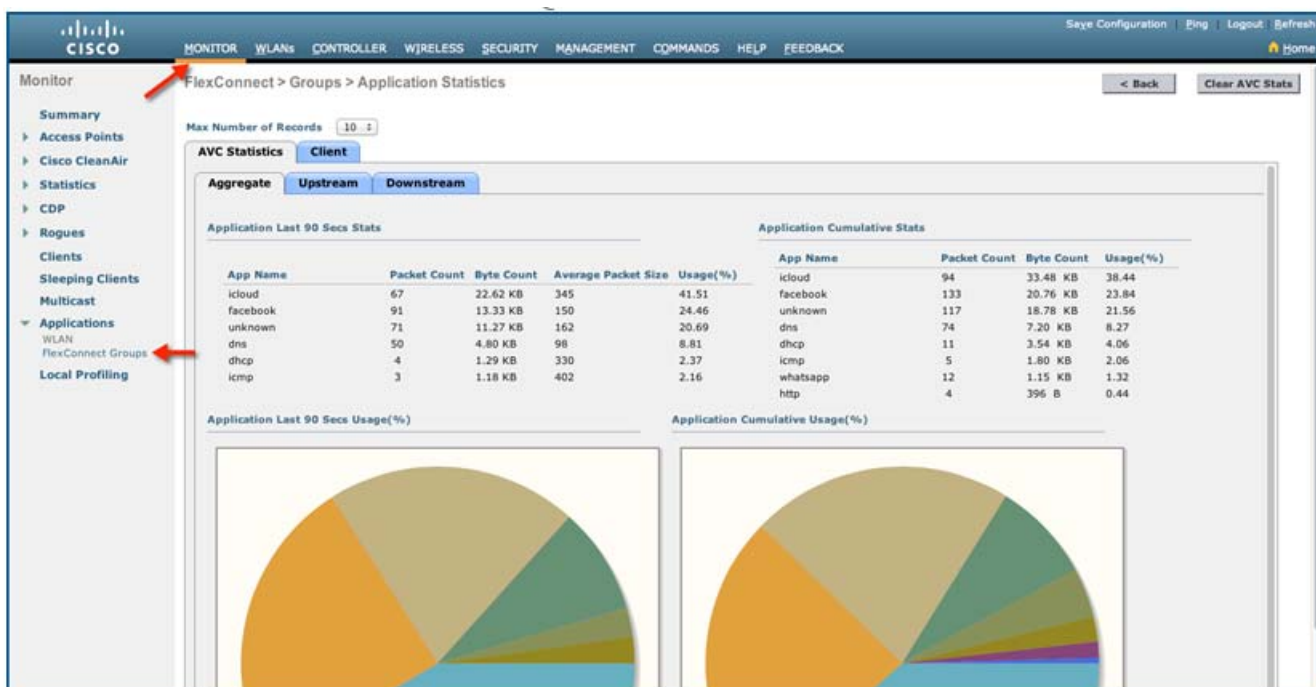 Save Configuration | Ping | Logout | Refresh
CISCO
MONITOR WLANs CONTROLLER WIRELESS SECURITY MANAGEMENT COMMANDS HELP FEEDBACK
Home
Monitor
Summary
Access Points
Cisco CleanAir
Statistics
CDP
Rogues
Clients
Sleeping Clients
Multicast
Applications
WLAN
FlexConnect Groups
Local Profiling
FlexConnect > Groups > Application Statistics
< Back
Clear AVC Stats
Max Number of Records 10
AVC Statistics Client
Aggregate Upstream Downstream
Application Last 90 Secs Stats
App Name Packet Count Byte Count Average Packet Size Usage(%)
icloud 67 22.62 KB 345 41.51
facebook 91 13.33 KB 150 24.46
unknown 71 11.27 KB 162 20.69
dns 50 4.80 KB 98 8.81
dhcp 4 1.29 KB 330 2.37
icmp 3 1.18 KB 402 2.16
Application Cumulative Stats
App Name Packet Count Byte Count Usage(%)
icloud 94 33.48 KB 38.44
facebook 133 20.76 KB 23.84
unknown 117 18.78 KB 21.56
dns 74 7.20 KB 8.27
dhcp 11 3.54 KB 4.06
icmp 5 1.80 KB 2.06
whatsapp 12 1.15 KB 1.32
http 4 396 B 0.44
Application Last 90 Secs Usage(%)
Application Cumulative Usage(%)